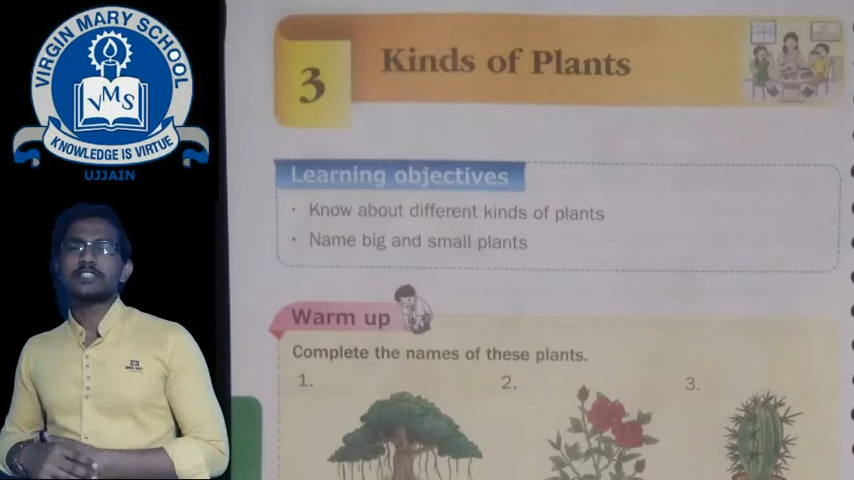 VIRGIN MARY SCHOOL
VMS
KNOWLEDGE IS VIRTUE
UJJAIN
3
Kinds of Plants
Learning objectives
· Know about different kinds of plants
· Name big and small plants
Warm up
Complete the names of these plants.
1.
2.
3.